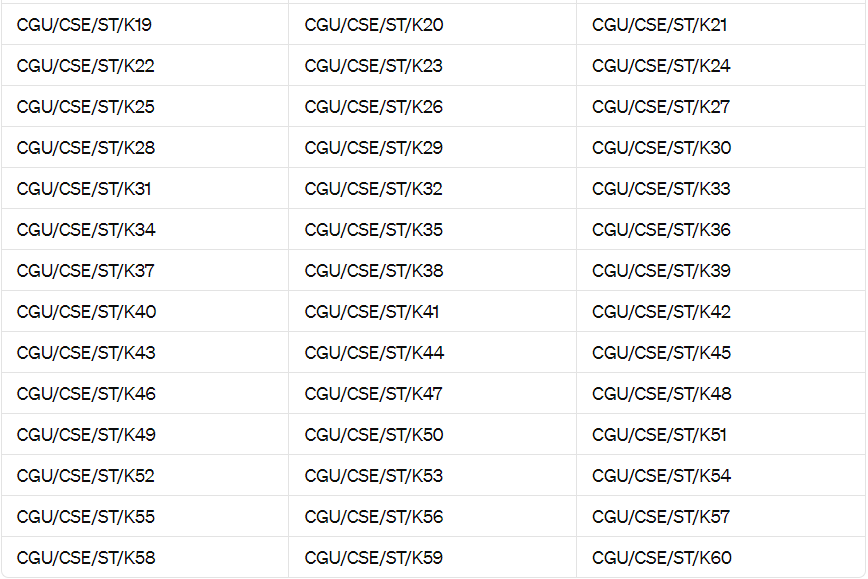 CGU/CSE/ST/K19 CGU/CSE/ST/K20 CGU/CSE/ST/K21
CGU/CSE/ST/K22 CGU/CSE/ST/K23 CGU/CSE/ST/K24
CGU/CSE/ST/K25 CGU/CSE/ST/K26 CGU/CSE/ST/K27
CGU/CSE/ST/K28 CGU/CSE/ST/K29 CGU/CSE/ST/K30
CGU/CSE/ST/K31 CGU/CSE/ST/K32 CGU/CSE/ST/K33
CGU/CSE/ST/K34 CGU/CSE/ST/K35 CGU/CSE/ST/K36
CGU/CSE/ST/K37 CGU/CSE/ST/K38 CGU/CSE/ST/K39
CGU/CSE/ST/K40 CGU/CSE/ST/K41 CGU/CSE/ST/K42
CGU/CSE/ST/K43 CGU/CSE/ST/K44 CGU/CSE/ST/K45
CGU/CSE/ST/K46 CGU/CSE/ST/K47 CGU/CSE/ST/K48
CGU/CSE/ST/K49 CGU/CSE/ST/K50 CGU/CSE/ST/K51
CGU/CSE/ST/K52 CGU/CSE/ST/K53 CGU/CSE/ST/K54
CGU/CSE/ST/K55 CGU/CSE/ST/K56 CGU/CSE/ST/K57
CGU/CSE/ST/K58 CGU/CSE/ST/K59 CGU/CSE/ST/K60